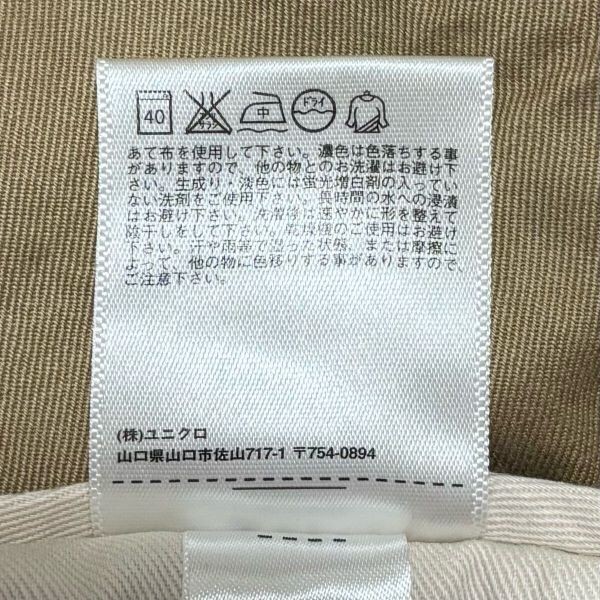 40 エンソサラシ 中 ドライ
あて布を使用して下さい。濃色は色落ちする事
がありますので、他の物とのお洗濯はお避け下
さい。生成り・淡色には蛍光増白剤の入ってい
ない洗剤をご使用下さい。長時間の水への浸漬
はお避け下さい。洗濯後は速やかに形を整えて
陰干しをして下さい。乾燥機のご使用はお避け
下さい。汗や雨等で湿った状態、または摩擦に
よって、他の物に色移りする事がありますので、
ご注意下さい。
(株)ユニクロ
山口県山口市佐山717-1 〒754-0894